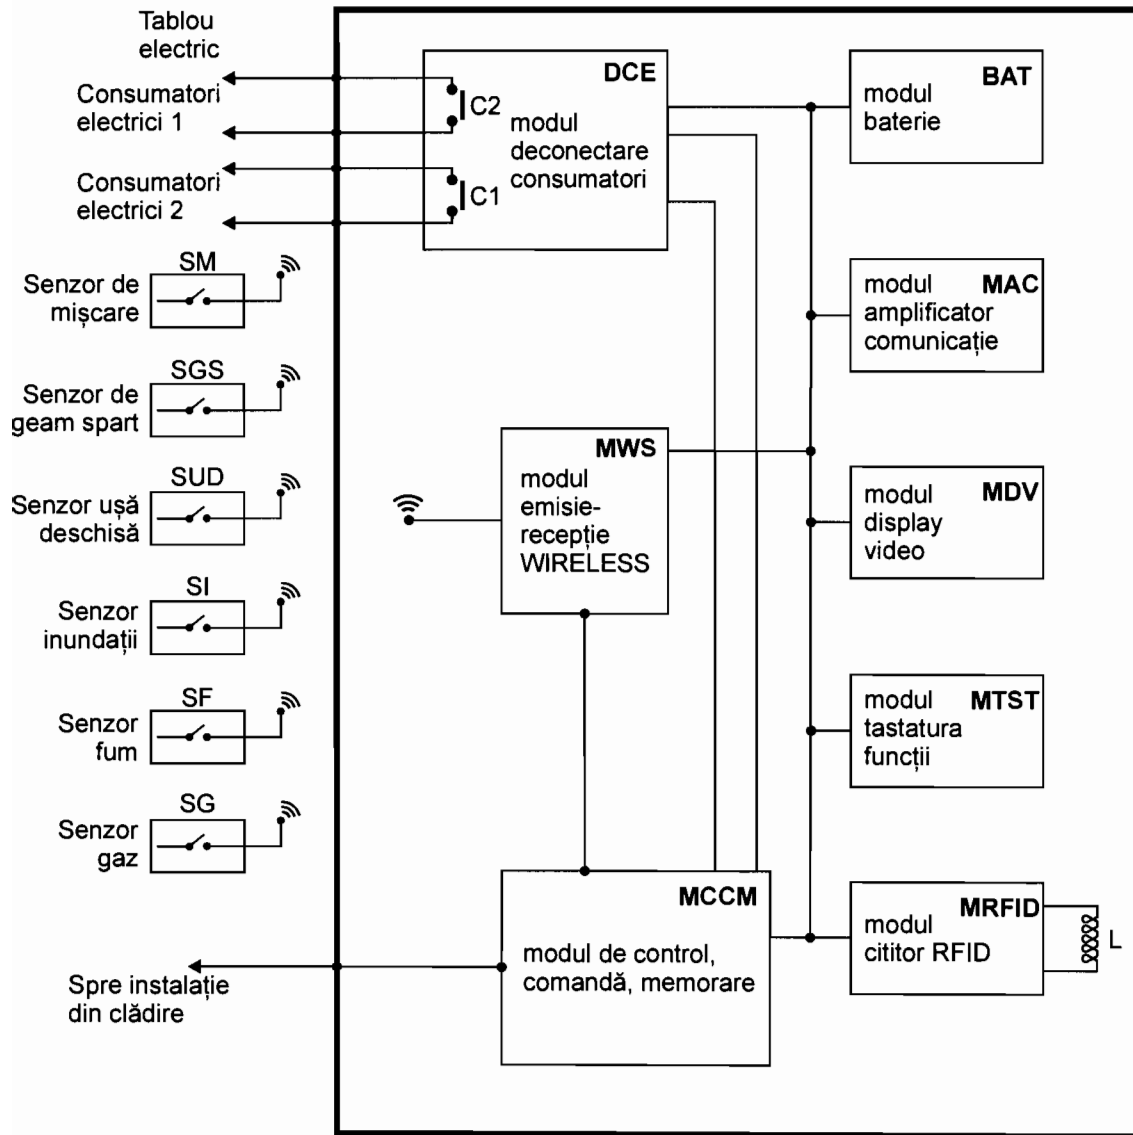 Tablou
electric
Consumatori
electrici 1
Consumatori
electrici 2
C2
C1
DCE
modul
deconectare
consumatori
BAT
modul
baterie
SM
Senzor de
mișcare
SGS
Senzor de
geam spart
SUD
Senzor ușă
deschisă
SI
Senzor
inundații
SF
Senzor
fum
SG
Senzor
gaz
Spre instalație
din clădire
MWS
modul
emisie-
recepție
WIRELESS
MCCM
modul de control,
comandă, memorare
modul MAC
amplificator
comunicație
MDV
modul
display
video
modul MTST
tastatura
funcții
MRFID
modul
cititor RFID
L